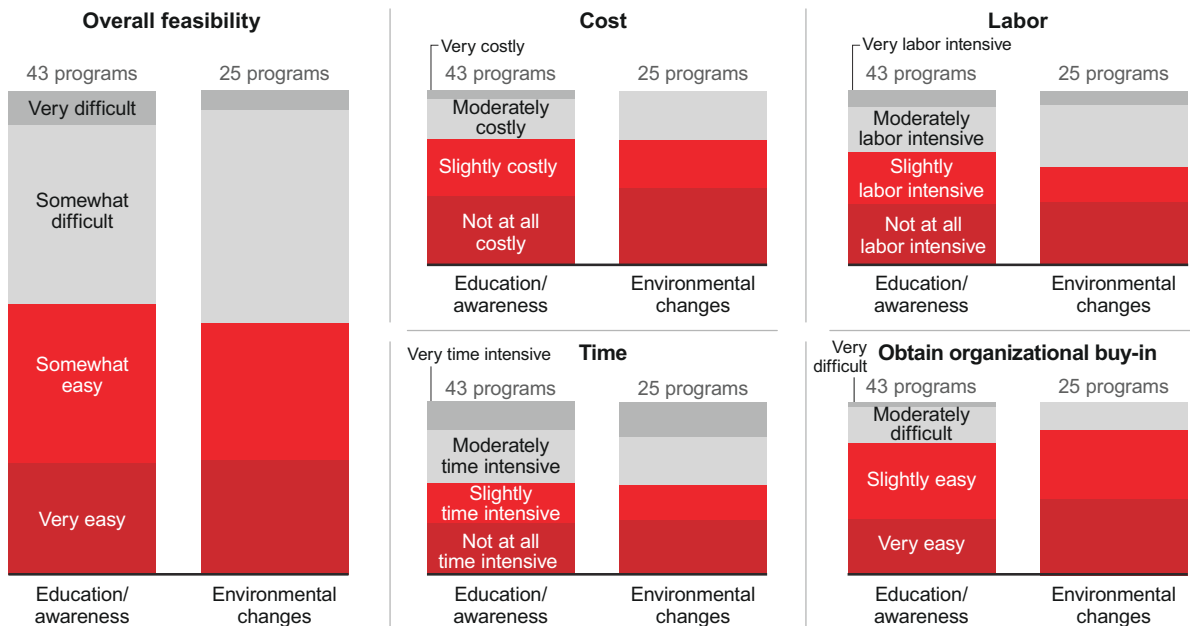 Overall feasibility
43 programs
25 programs
Very difficult
Somewhat
difficult
Somewhat
easy
Very easy
Education/
awareness
Environmental
changes
Cost
Very costly
43 programs
25 programs
Moderately
costly
Slightly costly
Not at all
costly
Education/
awareness
Environmental
changes
Labor
Very labor intensive
43 programs
25 programs
Moderately
labor intensive
Slightly
labor intensive
Not at all
labor intensive
Education/
awareness
Environmental
changes
Time
Very time intensive
43 programs
25 programs
Moderately
time intensive
Slightly
time intensive
Not at all
time intensive
Education/
awareness
Environmental
changes
Obtain organizational buy-in
Very
difficult
43 programs
25 programs
Moderately
difficult
Slightly easy
Very easy
Education/
awareness
Environmental
changes